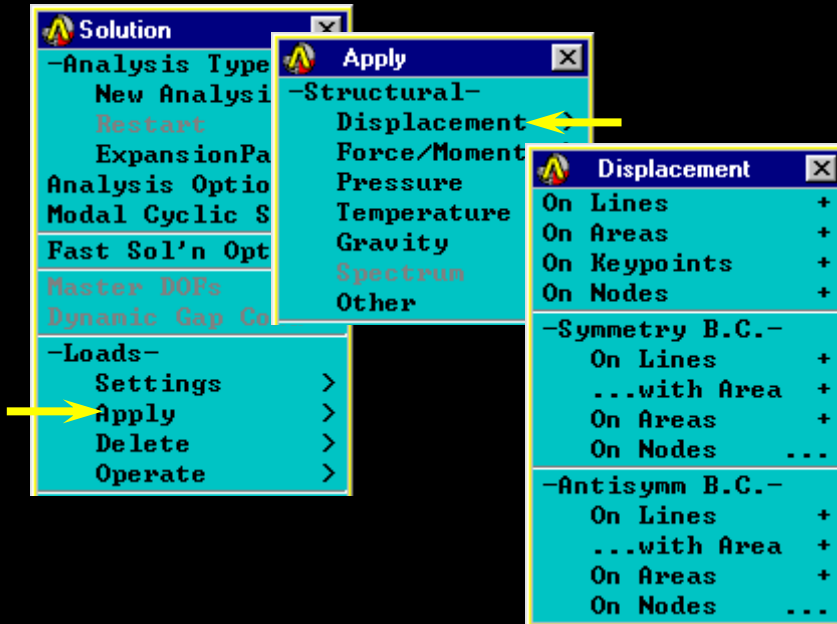 Solution
-Analysis Type
New Analysi
Restart
ExpansionPa
Analysis Optio
Modal Cyclic S
Fast Sol'n Opt
Master DOFs
Dynamic Gap Co
-Loads-
Settings >
Apply >
Delete >
Operate >
Apply
-Structural-
Displacement >
Force/Moment
Pressure
Temperature
Gravity
Spectrum
Other
Displacement
On Lines +
On Areas +
On Keypoints +
On Nodes +
-Symmetry B.C.-
On Lines +
...with Area +
On Areas +
On Nodes ...
-Antisymm B.C.-
On Lines +
...with Area +
On Areas +
On Nodes ...